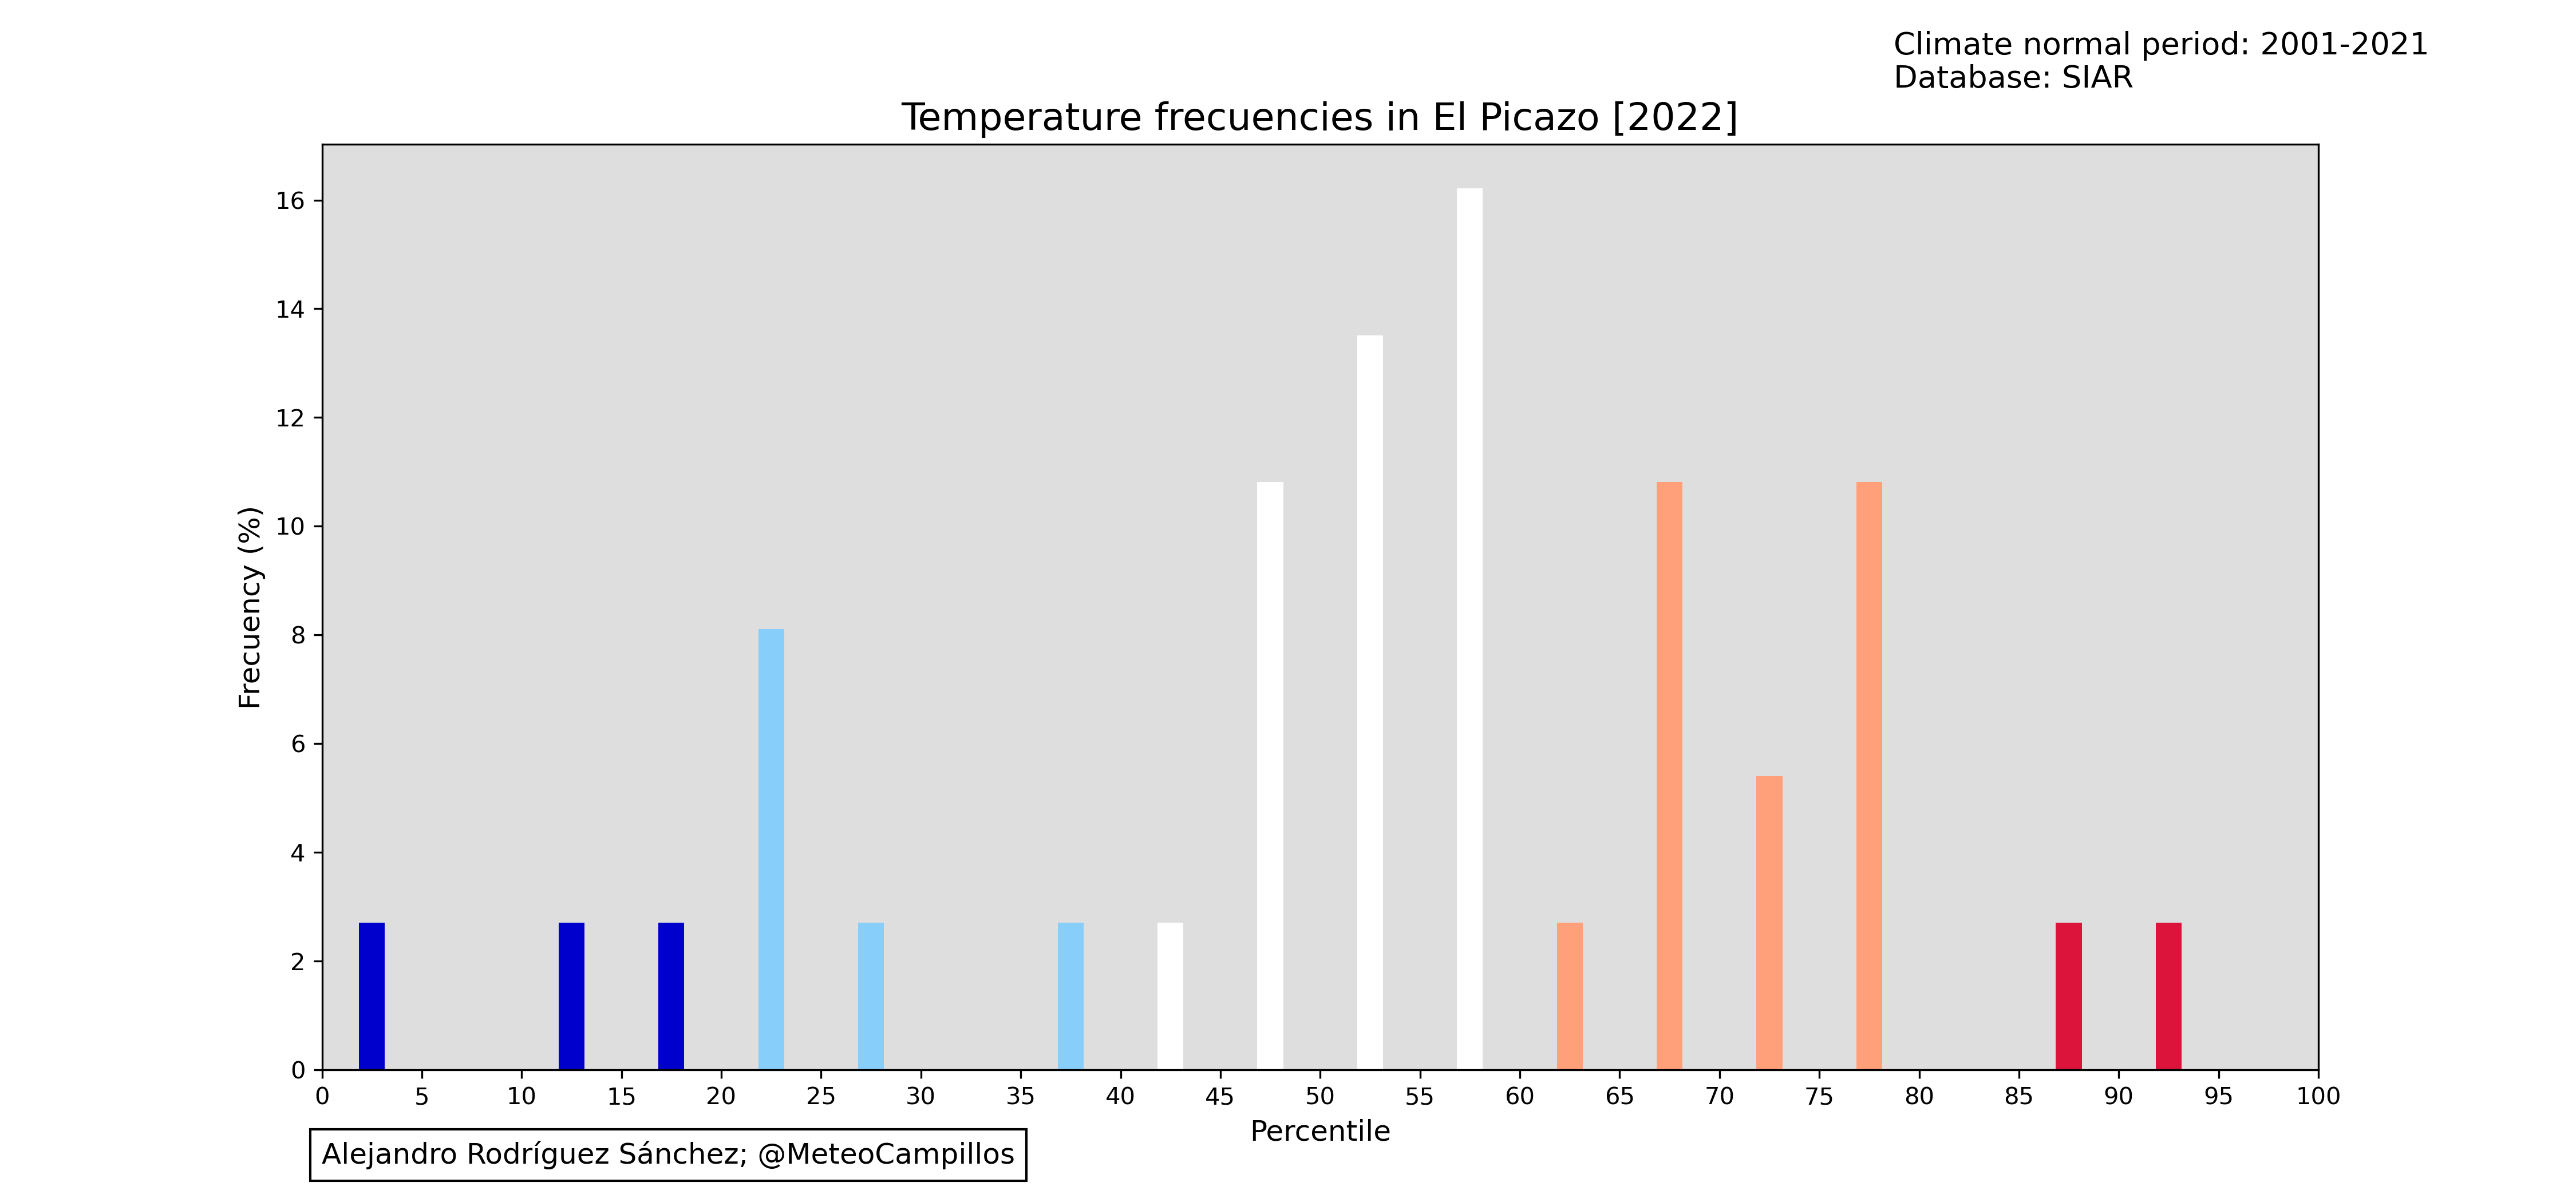 Climate normal period: 2001-2021
Database: SIAR
Temperature frecuencies in El Picazo [2022]
Frecuency (%)
16
14
12
10
8
6
4
2
0
0 5 10 15 20 25 30 35 40 45 50 55 60 65 70 75 80 85 90 95 100
Percentile
Alejandro Rodríguez Sánchez; @MeteoCampillos